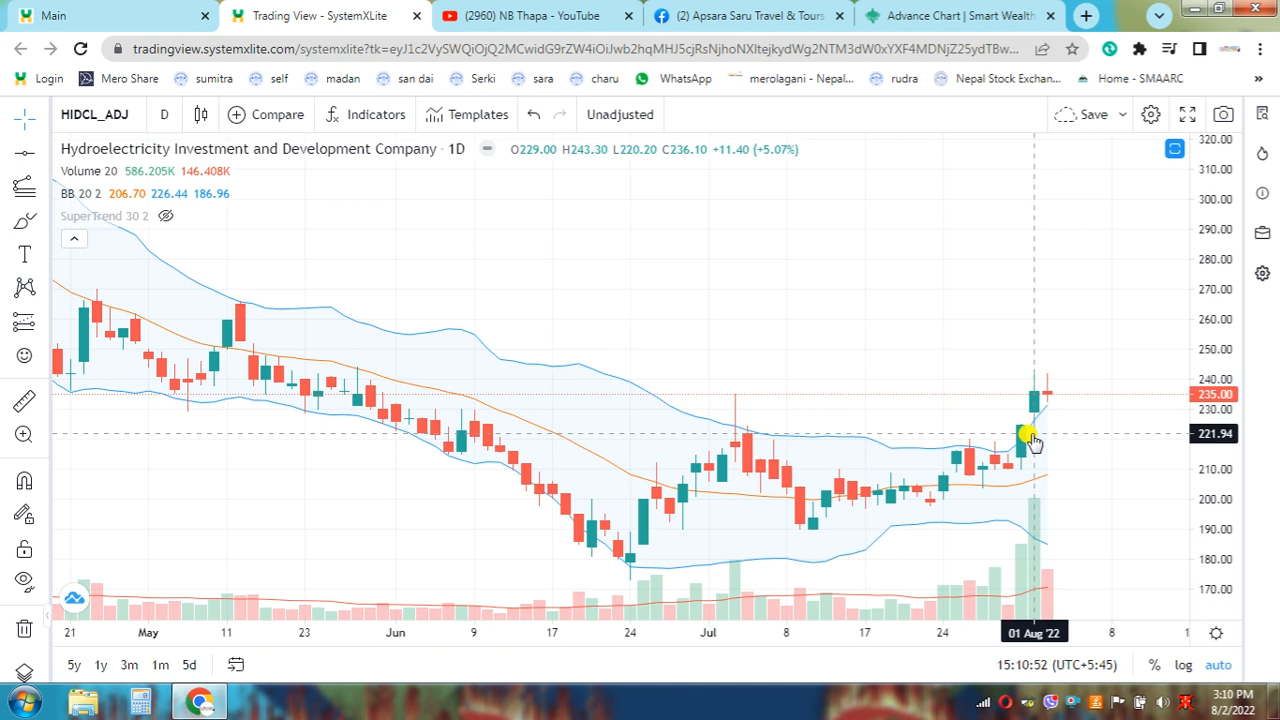 Main
Trading View - SystemXLite
(2960) NB Thapa - YouTube
(2) Apsara Saru Travel & Tours
Advance Chart | Smart Wealth
Login
Mero Share
sumitra
self
madan
san dai
Serki
sara
charu
WhatsApp
merolagani - Nepal...
rudra
Nepal Stock Exchan...
Home - SMAARC
»
HIDCL_ADJ
D
Compare
Indicators
Templates
Unadjusted
Save
Hydroelectricity Investment and Development Company · 1D
O229.00 H243.30 L220.20 C236.10 +11.40 (+5.07%)
Volume 20 586.205K 146.408K
BB 20 2 206.70 226.44 186.96
SuperTrend 30 2
320.00
310.00
300.00
290.00
280.00
270.00
260.00
250.00
240.00
235.00
230.00
221.94
210.00
200.00
190.00
180.00
170.00
21 May 11 23 Jun 9 17 24 Jul 8 17 24 01 Aug '22 8 1
5y 1y 3m 1m 5d
15:10:52 (UTC+5:45)
% log auto
3:10 PM
8/2/2022